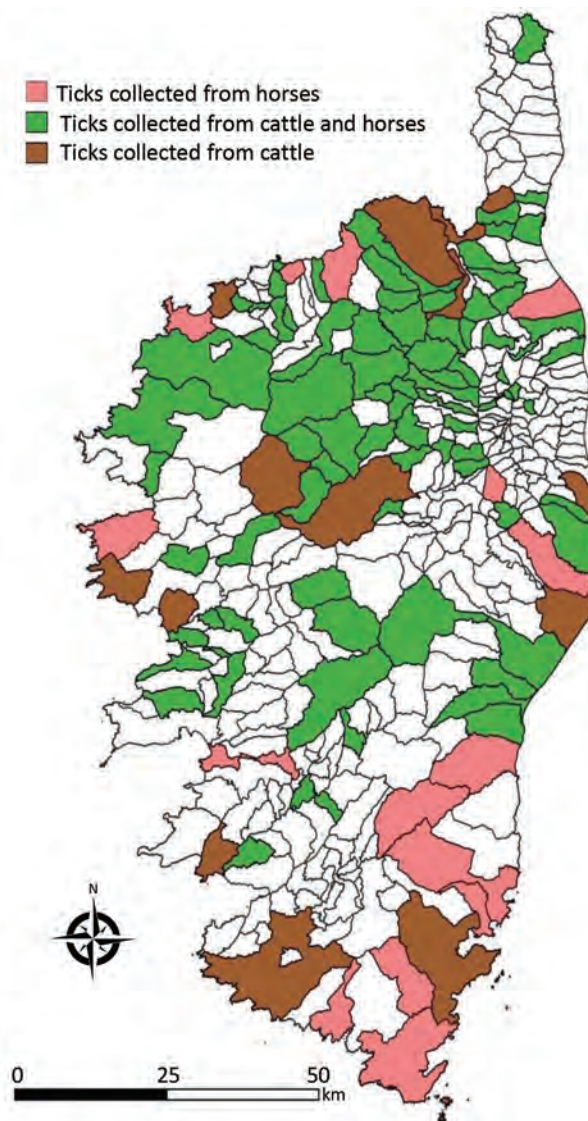 Ticks collected from horses
Ticks collected from cattle and horses
Ticks collected from cattle
N
0 25 50
km